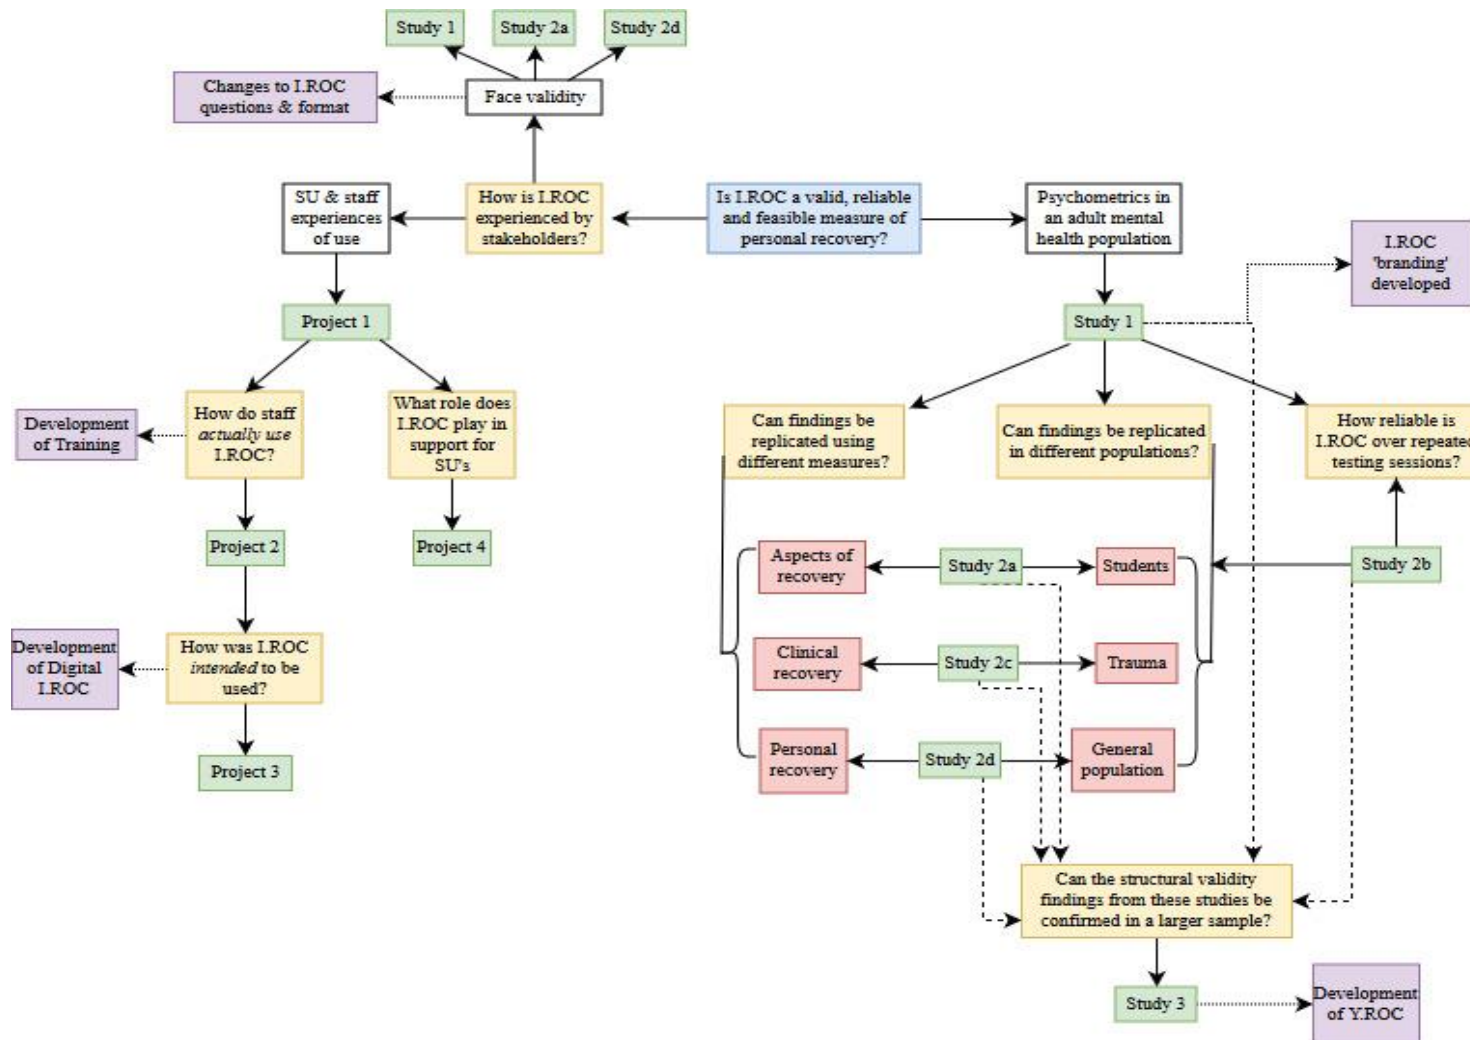 Study 1
Study 2a
Study 2d
Changes to I.ROC
questions & format
Face validity
SU & staff
experiences
of use
How is I.ROC
experienced by
stakeholders?
Is I.ROC a valid, reliable
and feasible measure of
personal recovery?
Psychometrics in
an adult mental
health population
I.ROC
'branding'
developed
Project 1
Study 1
Development
of Training
How do staff
actually use
I.ROC?
What role does
I.ROC play in
support for
SU's
Can findings be
replicated using
different measures?
Can findings be replicated
in different populations?
How reliable is
I.ROC over repeated
testing sessions?
Project 2
Project 4
Aspects of
recovery
Study 2a
Students
Study 2b
Development
of Digital
I.ROC
How was I.ROC
intended to be
used?
Clinical
recovery
Study 2c
Trauma
Project 3
Personal
recovery
Study 2d
General
population
Can the structural validity
findings from these studies be
confirmed in a larger sample?
Study 3
Development
of Y.ROC